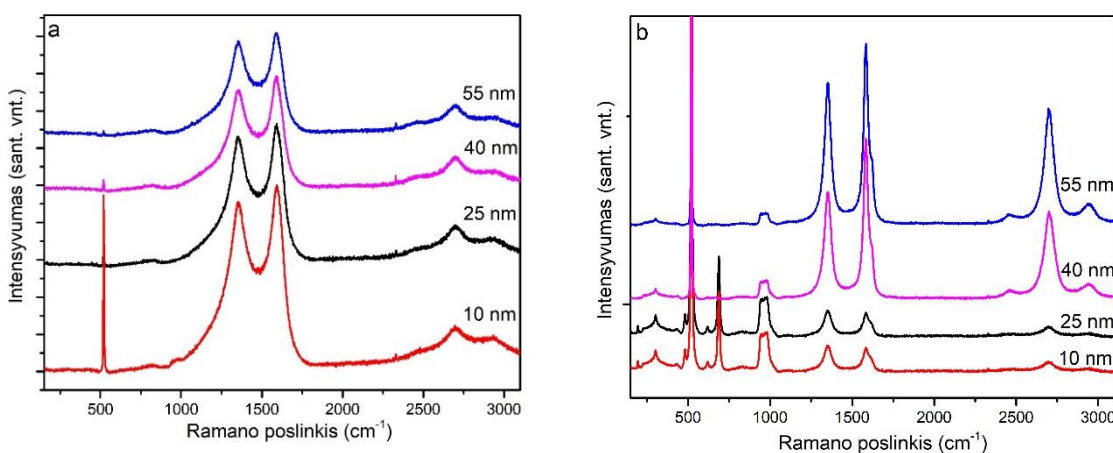 a
55 nm
40 nm
25 nm
10 nm
Intensyvumas (sant. vnt.)
500 1000 1500 2000 2500 3000
Ramano poslinkis (cm-1)
b
55 nm
40 nm
25 nm
10 nm
Intensyvumas (sant. vnt.)
500 1000 1500 2000 2500 3000
Ramano poslinkis (cm-1)